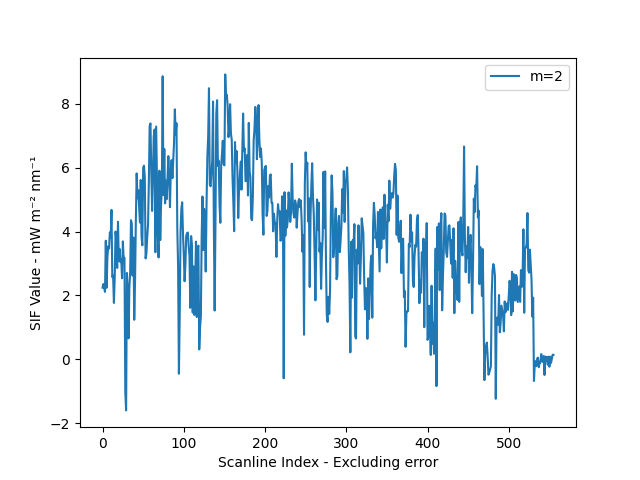 m=2
8
6
4
2
0
−2
0 100 200 300 400 500
SIF Value - mW m⁻² nm⁻¹
Scanline Index - Excluding error